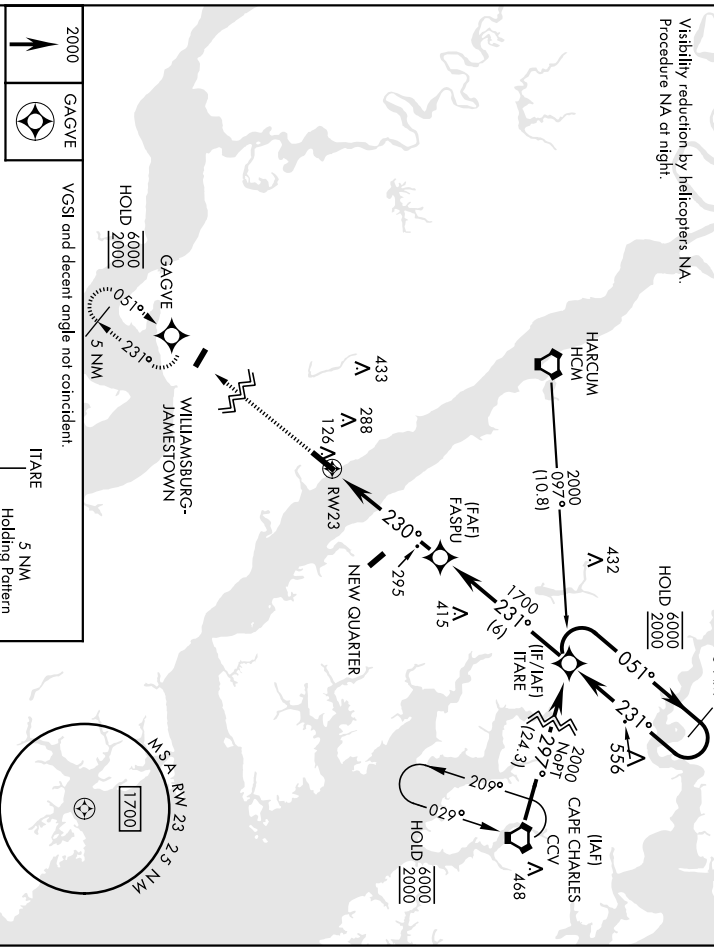 Visibility reduction by helicopters NA.
Procedure NA at night.
HARCUM
HCM
2000
097°
(10.8)
432
HOLD 6000
2000
051°
231°
556
(IF/IAF)
ITARE
2000
NoPT
297°
(24.3)
(IAF)
CAPE CHARLES
CCV
468
209°
029°
HOLD 6000
2000
1700
231°
(6)
415
(FAF)
FASPU
230°
295
NEW QUARTER
RW23
433
288
126
WILLIAMSBURG-
JAMESTOWN
GAGVE
HOLD 6000
2000
051°
231°
5 NM
2000
GAGVE
VGSI and decent angle not coincident.
ITARE
5 NM
Holding Pattern
MSA RW 23 25 NM
1700